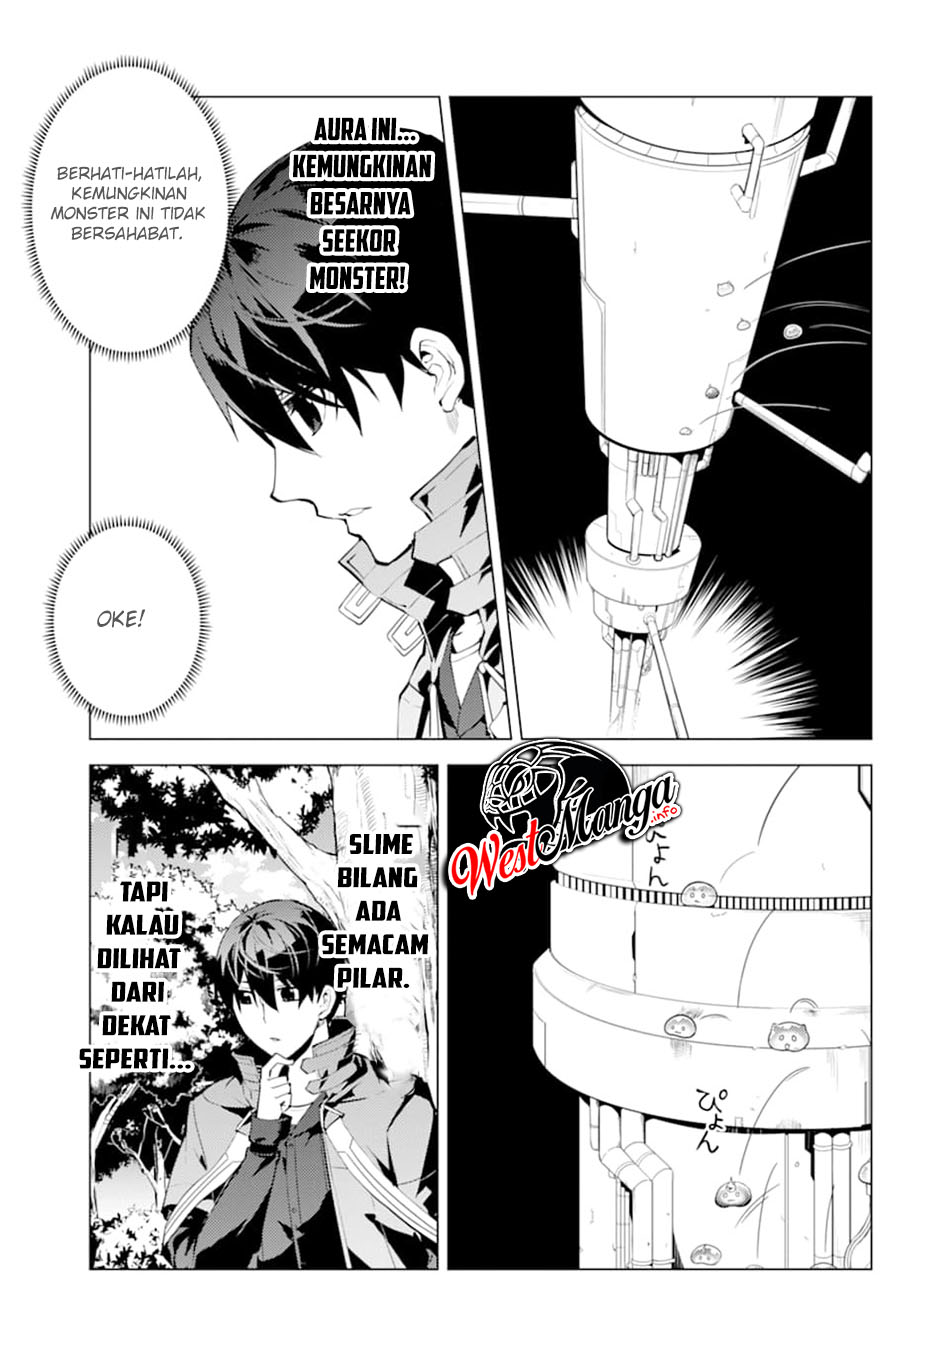 AURA INI...
KEMUNGKINAN
BESARNYA
SEEKOR
MONSTER!
BERHATI-HATILAH,
KEMUNGKINAN
MONSTER INI TIDAK
BERSAHABAT.
OKE!
WestManga
.info
ぴょん
ぴょん
SLIME
BILANG
ADA
SEMACAM
PILAR.
TAPI
KALAU
DILIHAT
DARI
DEKAT
SEPERTI...